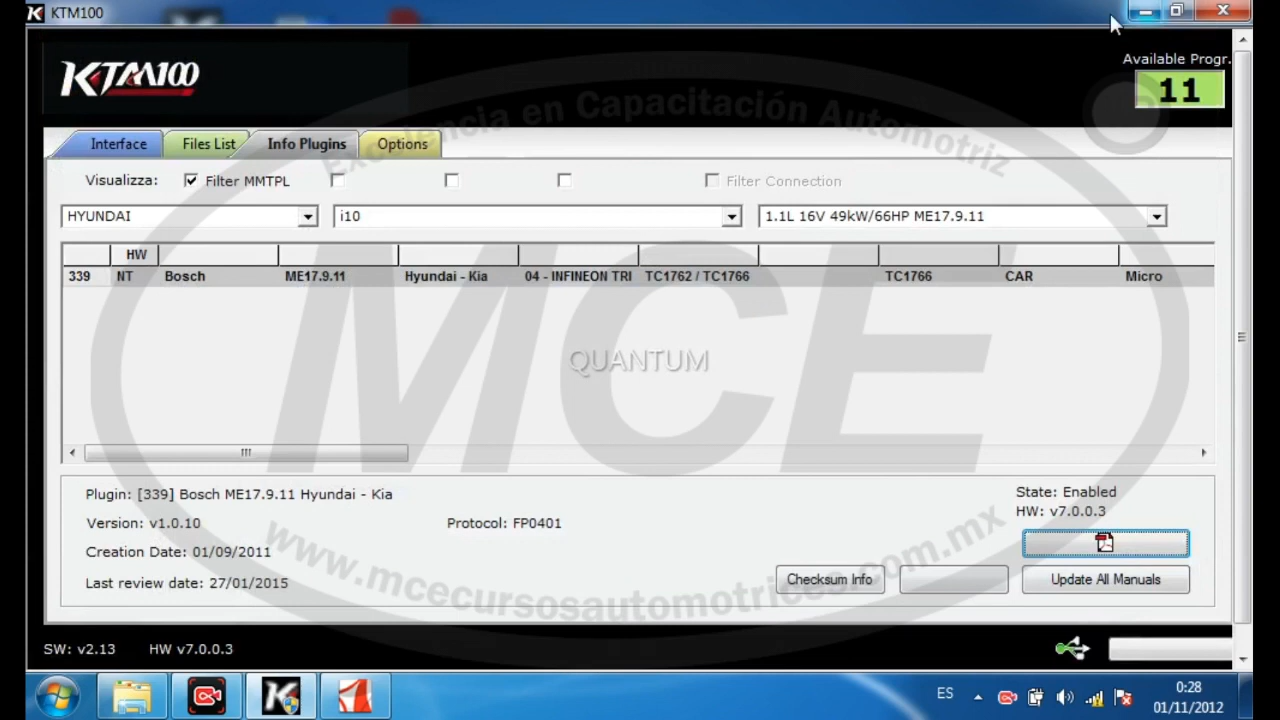 KTM100
KTM100
Available Progr.
11
Excelencia en Capacitación Automotriz
Interface
Files List
Info Plugins
Options
Visualizza:
Filter MMTPL
Filter Connection
HYUNDAI
i10
1.1L 16V 49kW/66HP ME17.9.11
HW
339 NT Bosch ME17.9.11 Hyundai - Kia 04 - INFINEON TRI TC1762 / TC1766 TC1766 CAR Micro
MCE
QUANTUM
Plugin: [339] Bosch ME17.9.11 Hyundai - Kia
State: Enabled
HW: v7.0.0.3
Version: v1.0.10
Protocol: FP0401
Creation Date: 01/09/2011
Last review date: 27/01/2015
Checksum Info
Update All Manuals
www.mcecursosautomotrices.com.mx
SW: v2.13
HW v7.0.0.3
ES
0:28
01/11/2012